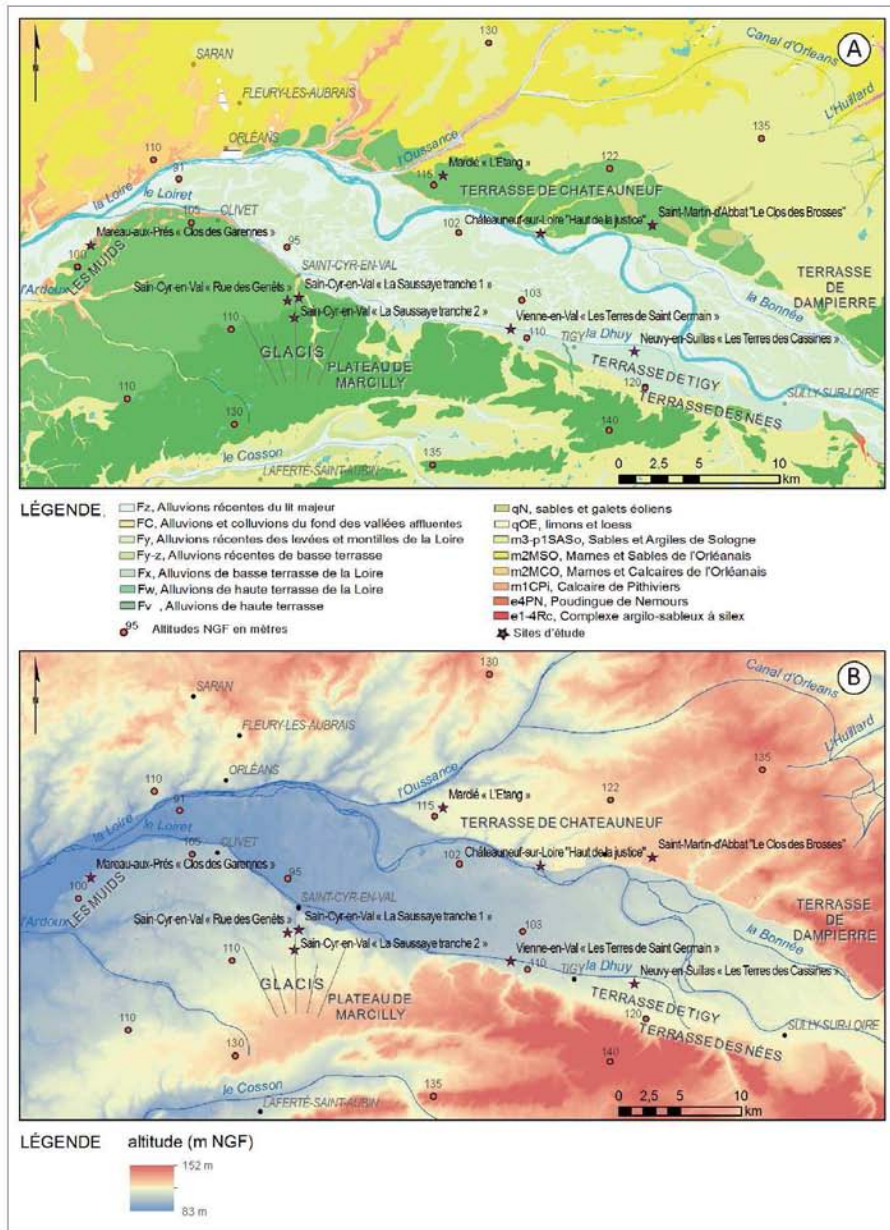 A
N
130
SARAN
Canal d'Orleans
FLEURY-LES-AUBRAIS
L'Huillard
135
ORLÉANS
l'Oussance
110
Mardié « L'Etang »
122
91
115
TERRASSE DE CHATEAUNEUF
la Loire
le Loiret
OLIVET
105
Saint-Martin-d'Abbat "Le Clos des Brosses"
Châteauneuf-sur-Loire "Haut de la justice"
102
Mareau-aux-Prés « Clos des Garennes »
95
100
LES MUIDS
SAINT-CYR-EN-VAL
TERRASSE
DE
DAMPIERRE
l'Ardoux
Sain-Cyr-en-Val « Rue des Genêts »
Sain-Cyr-en-Val « La Saussaye tranche 1 »
la Bonnée
103
Sain-Cyr-en-Val « La Saussaye tranche 2 »
Vienne-en-Val « Les Terres de Saint Germain »
110
110
TIGY
la Dhuy
Neuvy-en-Suillas « Les Terres des Cassines »
GLACIS
PLATEAU DE
MARCILLY
TERRASSE DE TIGY
120
TERRASSE DES NÉES
SULLY-SUR-LOIRE
110
130
140
le Cosson
135
LAFERTÉ-SAINT-AUBIN
0 2,5 5 10
km
LÉGENDE
Fz, Alluvions récentes du lit majeur
FC, Alluvions et colluvions du fond des vallées affluentes
Fy, Alluvions récentes des levées et montilles de la Loire
Fy-z, Alluvions récentes de basse terrasse
Fx, Alluvions de basse terrasse de la Loire
Fw, Alluvions de haute terrasse de la Loire
Fv , Alluvions de haute terrasse
95 Altitudes NGF en mètres
qN, sables et galets éoliens
qOE, limons et loess
m3-p1SASo, Sables et Argiles de Sologne
m2MSO, Marnes et Sables de l'Orléanais
m2MCO, Marnes et Calcaires de l'Orléanais
m1CPi, Calcaire de Pithiviers
e4PN, Poudingue de Nemours
e1-4Rc, Complexe argilo-sableux à silex
Sites d'étude
B
N
130
SARAN
Canal d'Orleans
FLEURY-LES-AUBRAIS
L'Huillard
135
ORLÉANS
l'Oussance
110
Mardié « L'Etang »
122
91
115
TERRASSE DE CHATEAUNEUF
la Loire
le Loiret
OLIVET
105
Saint-Martin-d'Abbat "Le Clos des Brosses"
Châteauneuf-sur-Loire "Haut de la justice"
102
Mareau-aux-Prés « Clos des Garennes »
95
100
LES MUIDS
SAINT-CYR-EN-VAL
TERRASSE
DE
DAMPIERRE
l'Ardoux
Sain-Cyr-en-Val « Rue des Genêts »
Sain-Cyr-en-Val « La Saussaye tranche 1 »
la Bonnée
103
Sain-Cyr-en-Val « La Saussaye tranche 2 »
Vienne-en-Val « Les Terres de Saint Germain »
110
110
TIGY
la Dhuy
Neuvy-en-Suillas « Les Terres des Cassines »
GLACIS
PLATEAU DE
MARCILLY
TERRASSE DE TIGY
120
TERRASSE DES NÉES
SULLY-SUR-LOIRE
110
130
140
le Cosson
135
LAFERTÉ-SAINT-AUBIN
0 2,5 5 10
km
LÉGENDE altitude (m NGF)
152 m
83 m